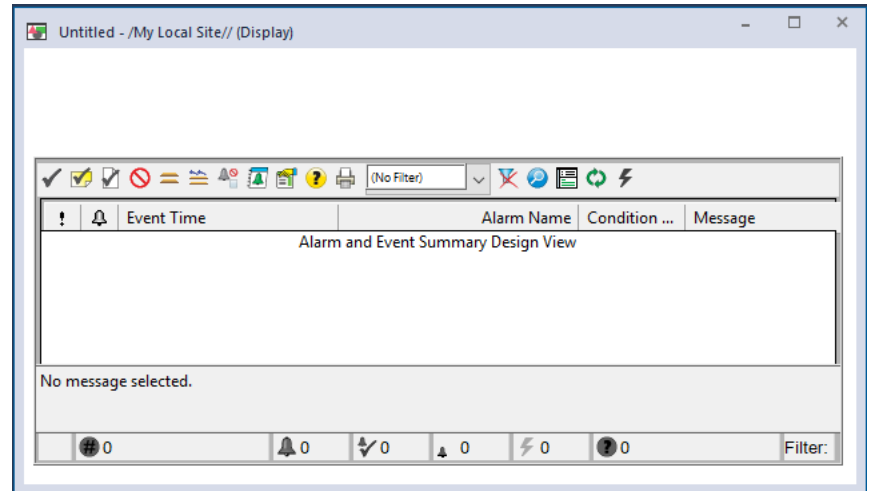 Untitled - /My Local Site// (Display)
(No Filter)
! Event Time Alarm Name Condition ... Message
Alarm and Event Summary Design View
No message selected.
# 0 0 0 0 0 ? 0 Filter: